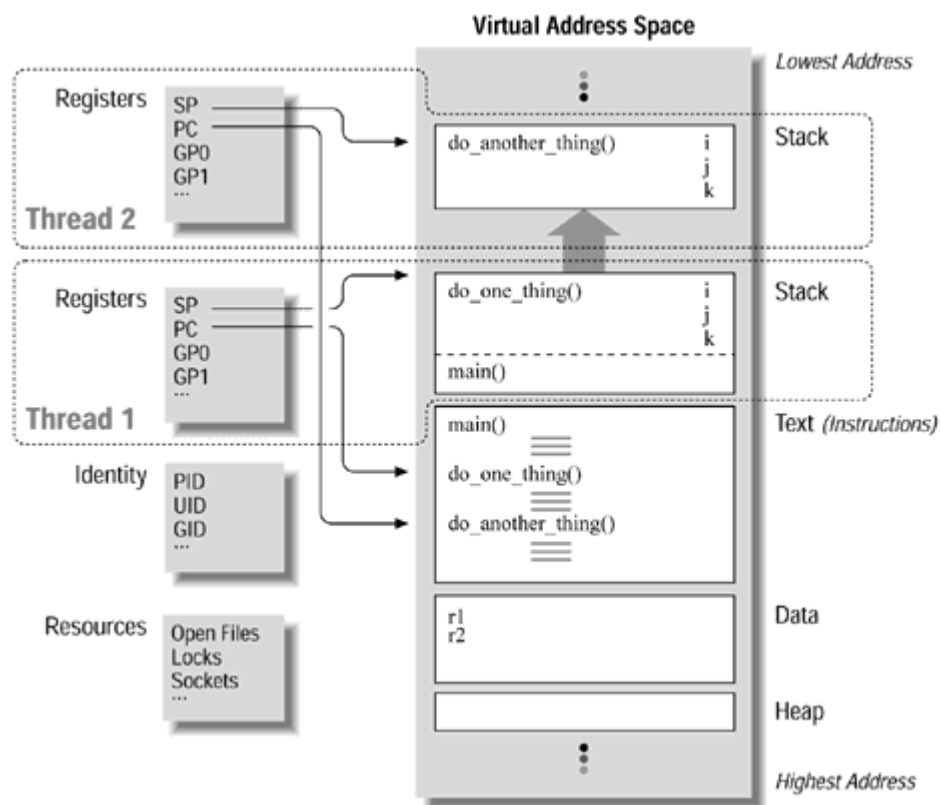 Virtual Address Space
Lowest Address
Registers
SP
PC
GP0
GP1
...
Thread 2
do_another_thing()
i
j
k
Stack
Registers
SP
PC
GP0
GP1
...
Thread 1
do_one_thing()
i
j
k
main()
Stack
main()
do_one_thing()
do_another_thing()
Text (Instructions)
Identity
PID
UID
GID
...
Resources
Open Files
Locks
Sockets
...
r1
r2
Data
Heap
Highest Address